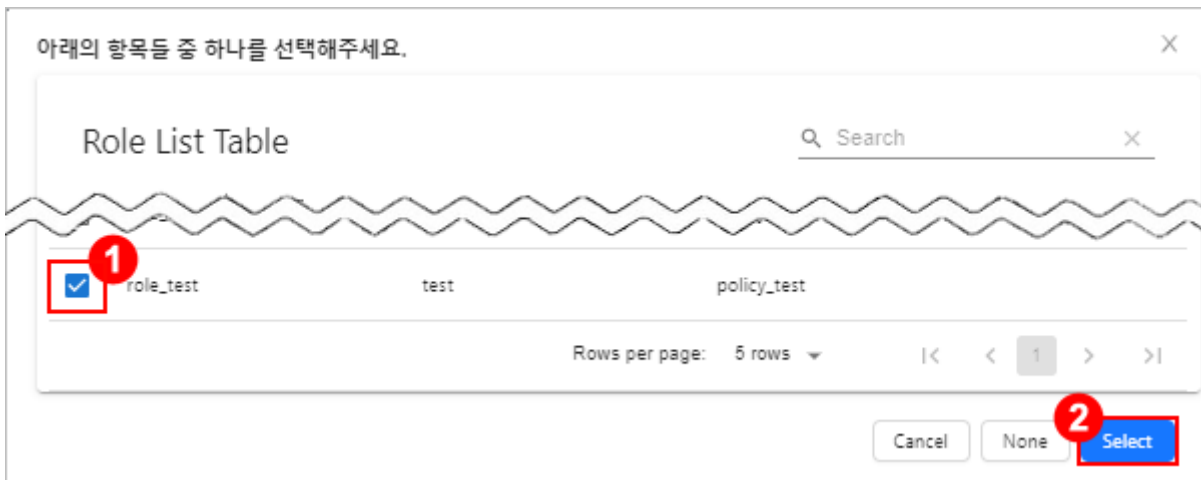 아래의 항목들 중 하나를 선택해주세요.
Role List Table
Search
1
role_test test policy_test
Rows per page: 5 rows 1
2
Cancel None Select